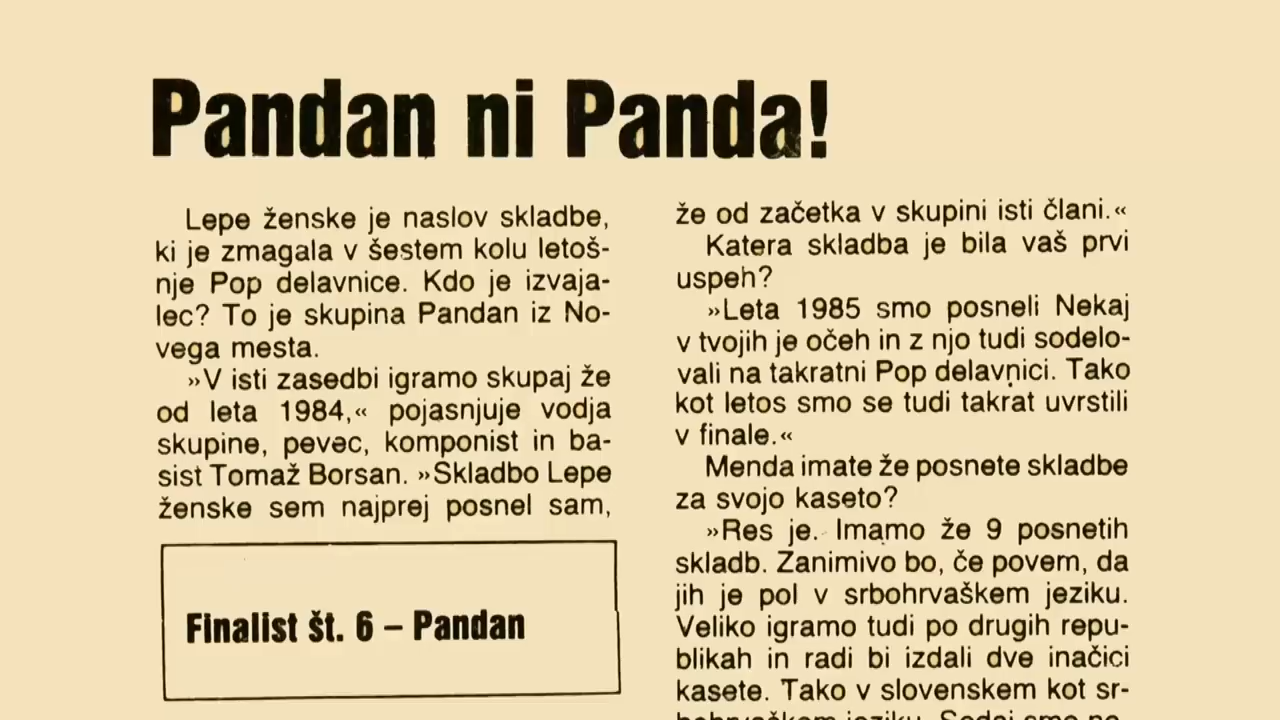 Pandan ni Panda!
Lepe ženske je naslov skladbe,
ki je zmagala v šestem kolu letoš-
nje Pop delavnice. Kdo je izvaja-
lec? To je skupina Pandan iz No-
vega mesta.
»V isti zasedbi igramo skupaj že
od leta 1984,« pojasnjuje vodja
skupine, pevec, komponist in ba-
sist Tomaž Borsan. »Skladbo Lepe
ženske sem najprej posnel sam,
Finalist št. 6 – Pandan
že od začetka v skupini isti člani.«
Katera skladba je bila vaš prvi
uspeh?
»Leta 1985 smo posneli Nekaj
v tvojih je očeh in z njo tudi sodelo-
vali na takratni Pop delavnici. Tako
kot letos smo se tudi takrat uvrstili
v finale.«
Menda imate že posnete skladbe
za svojo kaseto?
»Res je. Imamo že 9 posnetih
skladb. Zanimivo bo, če povem, da
jih je pol v srbohrvaškem jeziku.
Veliko igramo tudi po drugih repu-
blikah in radi bi izdali dve inačici
kasete. Tako v slovenskem kot sr-